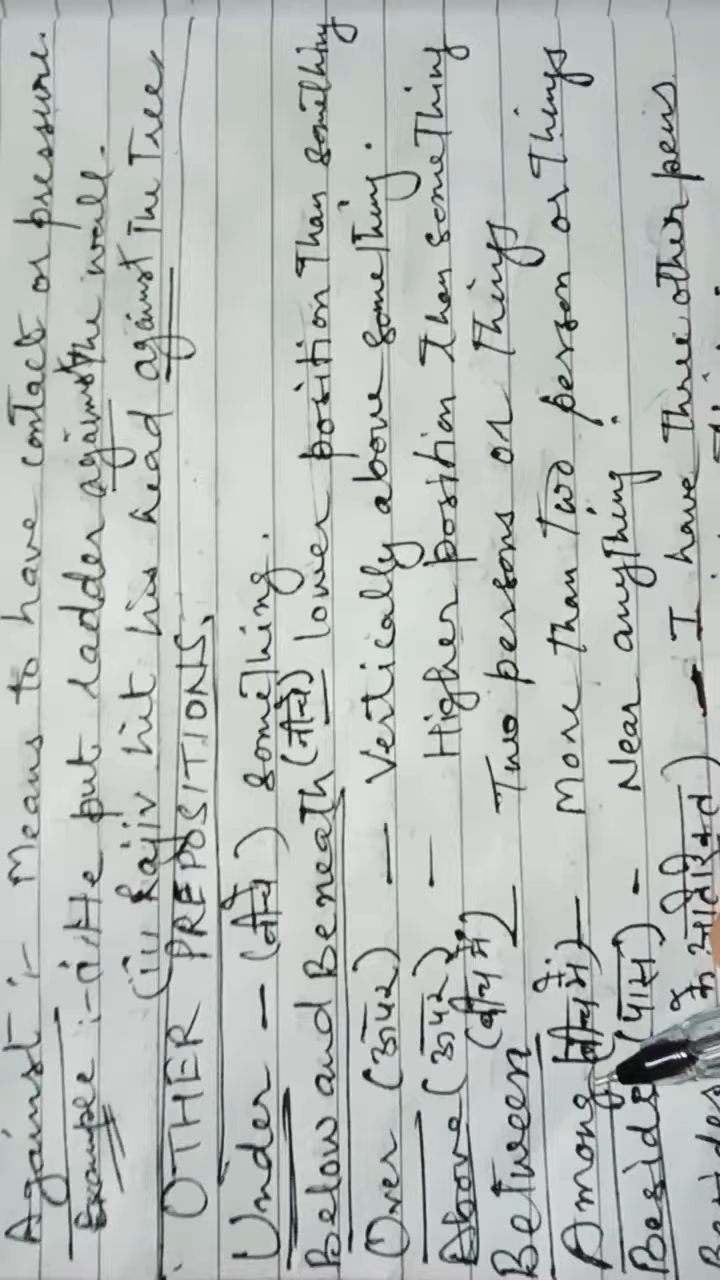 Against :- Means to have contact or pressure.
Example :- (i) He put ladder against the wall.
(ii) Rajiv hit his head against the Tree
OTHER PREPOSITIONS.
Under - (नीचे) something.
Below and Beneath (नीचे) lower position Than something
Over (ऊपर) - Vertically above something.
Above (ऊपर) - Higher position Than something
Between (बीच में) - Two persons or Things
Among (बीच में) - More than Two person or Things
Beside (पास) - Near anything.
Besides के अतिरिक्त) - I have three other pens